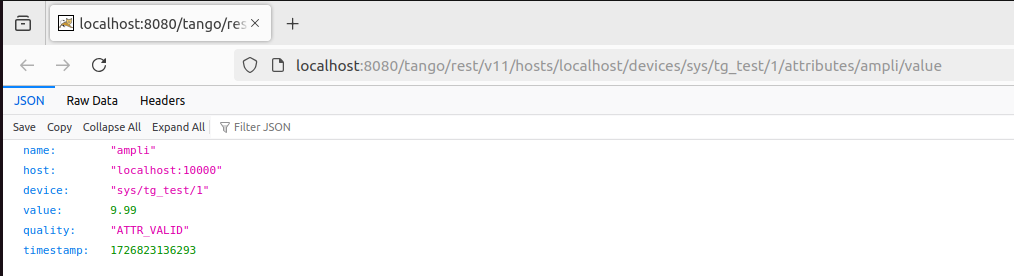 localhost:8080/tango/res
localhost:8080/tango/rest/v11/hosts/localhost/devices/sys/tg_test/1/attributes/ampli/value
JSON Raw Data Headers
Save Copy Collapse All Expand All Filter JSON
name: "ampli"
host: "localhost:10000"
device: "sys/tg_test/1"
value: 9.99
quality: "ATTR_VALID"
timestamp: 1726823136293